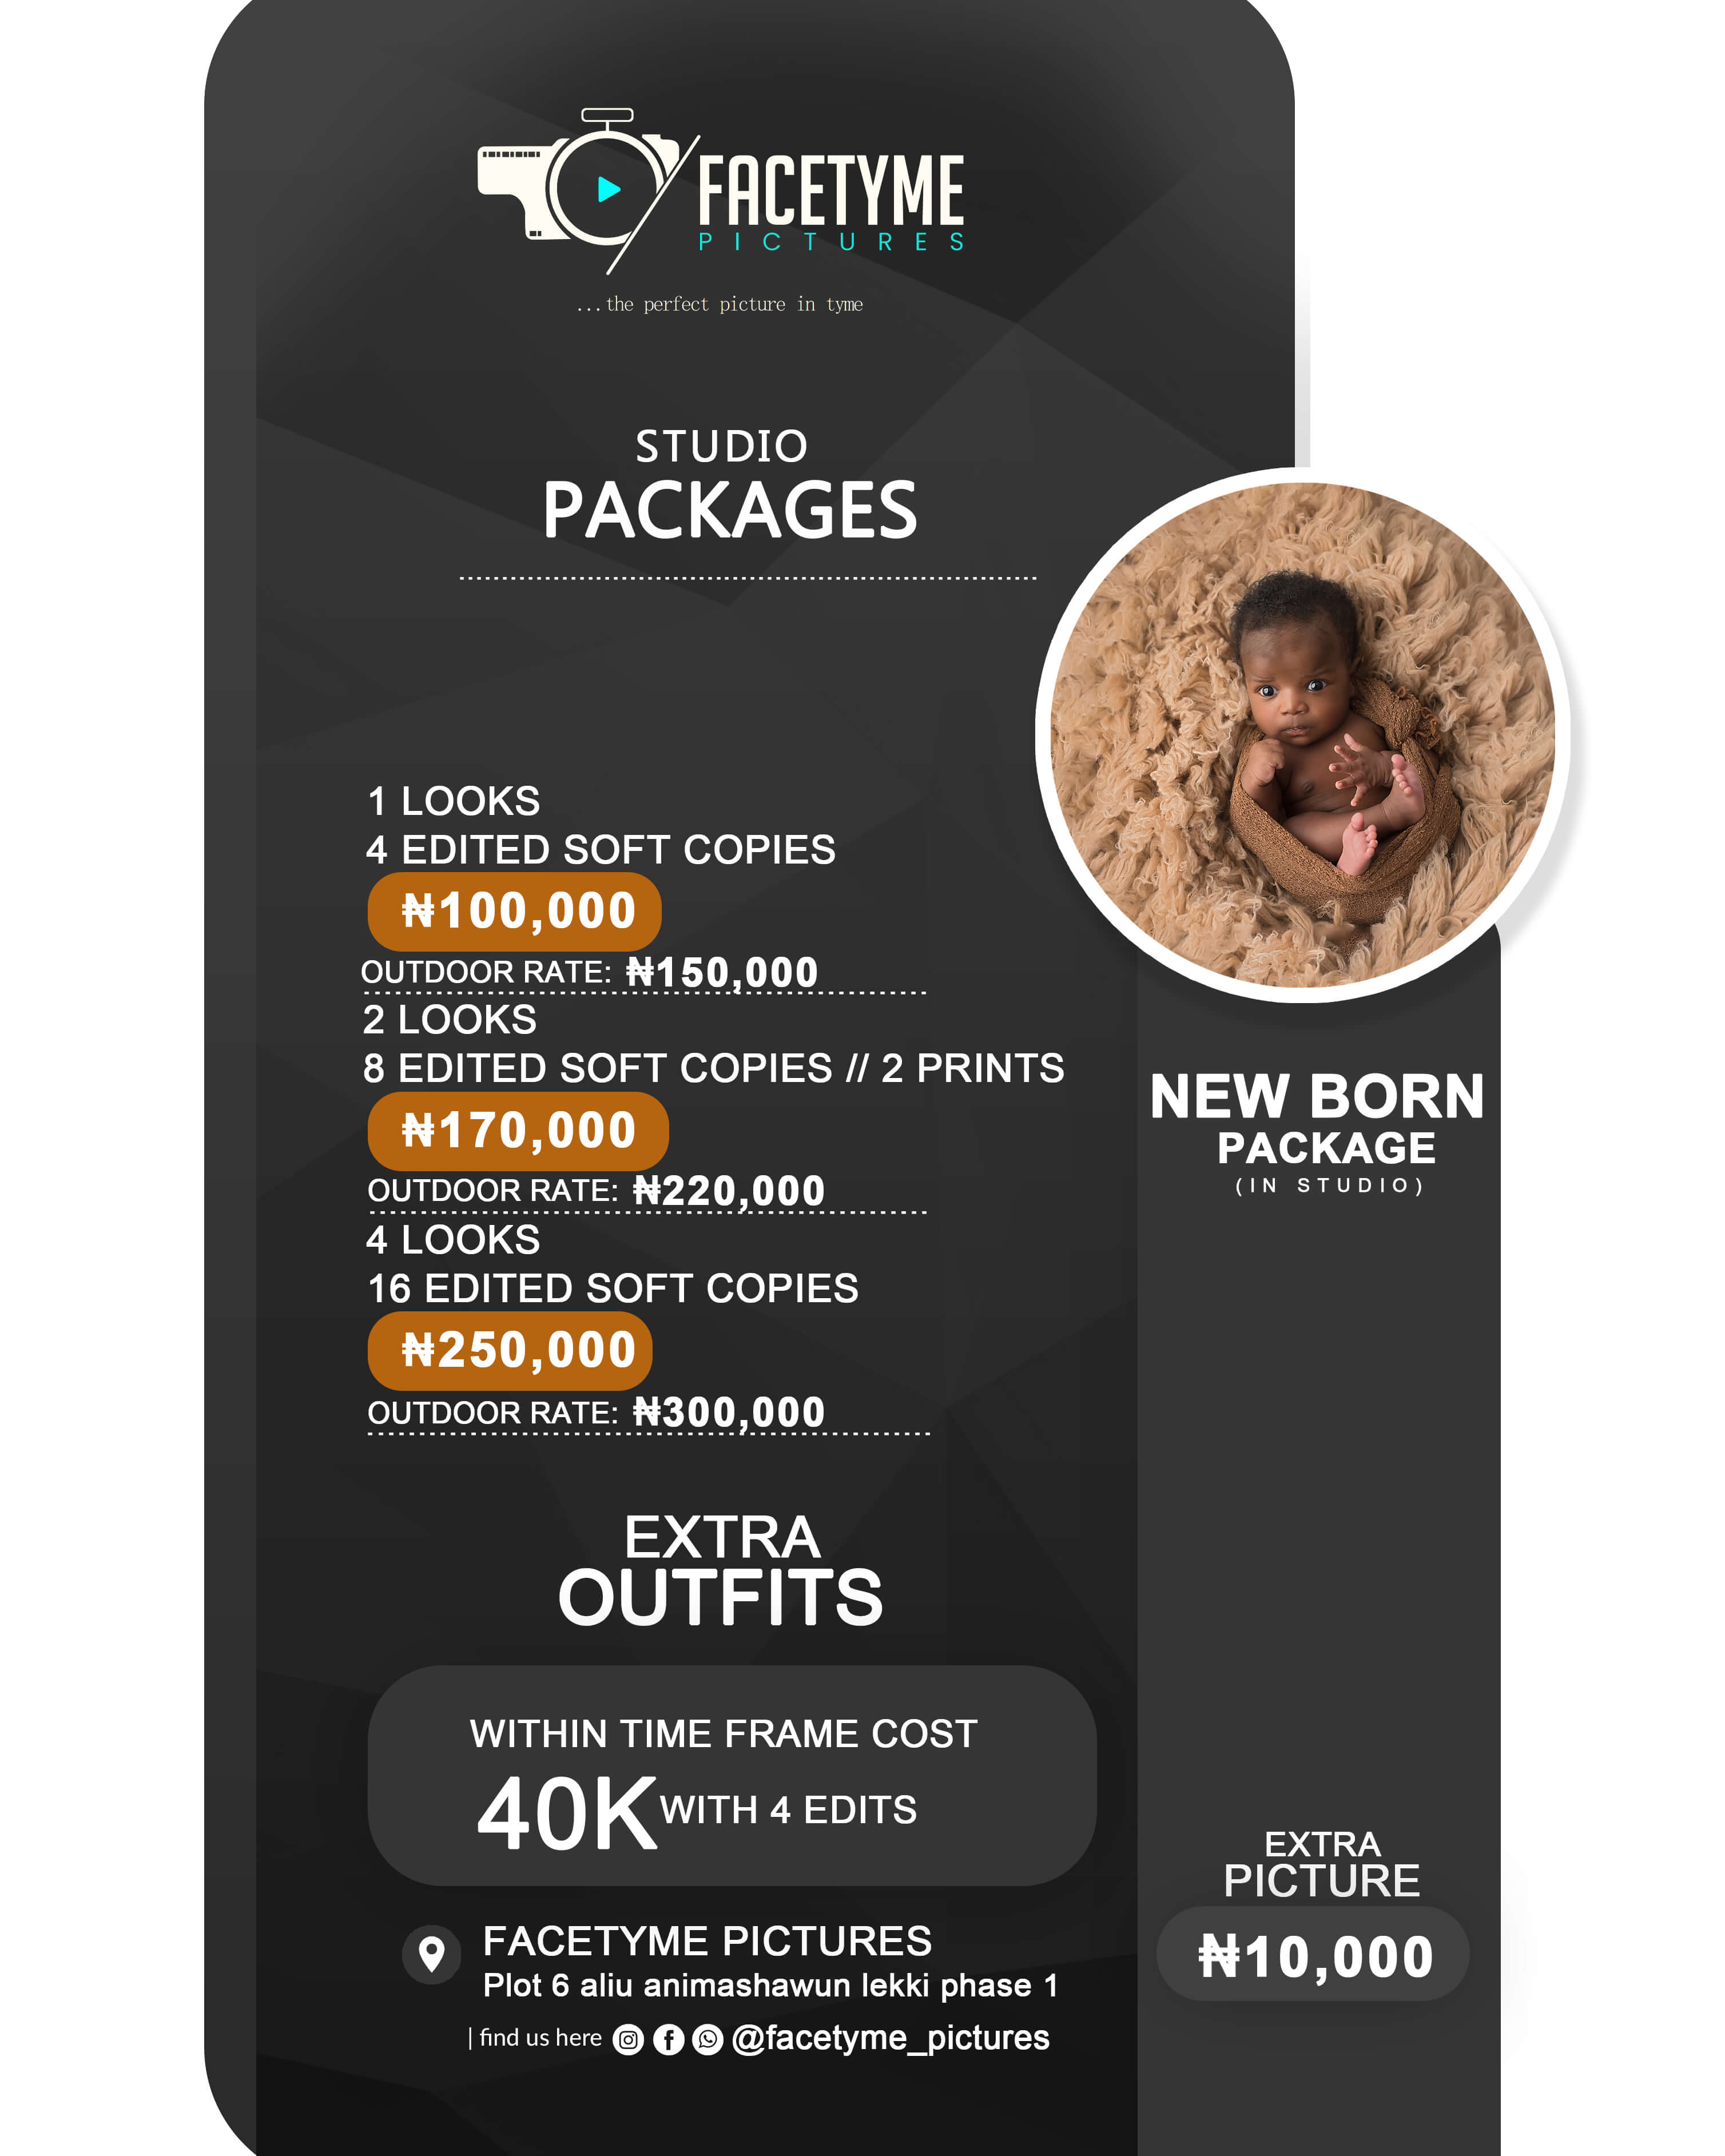 FACETYME
PICTURES
...the perfect picture in tyme
STUDIO
PACKAGES
1 LOOKS
4 EDITED SOFT COPIES
₦100,000
OUTDOOR RATE: ₦150,000
2 LOOKS
8 EDITED SOFT COPIES // 2 PRINTS
₦170,000
OUTDOOR RATE: ₦220,000
4 LOOKS
16 EDITED SOFT COPIES
₦250,000
OUTDOOR RATE: ₦300,000
NEW BORN
PACKAGE
(IN STUDIO)
EXTRA
OUTFITS
WITHIN TIME FRAME COST
40K WITH 4 EDITS
EXTRA
PICTURE
₦10,000
FACETYME PICTURES
Plot 6 aliu animashawun lekki phase 1
| find us here @facetyme_pictures